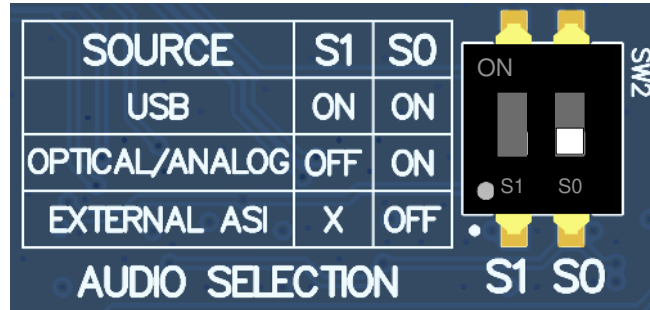 SOURCE S1 S0
USB ON ON
OPTICAL/ANALOG OFF ON
EXTERNAL ASI X OFF
AUDIO SELECTION
ON
S1 S0
S1 S0
SW2